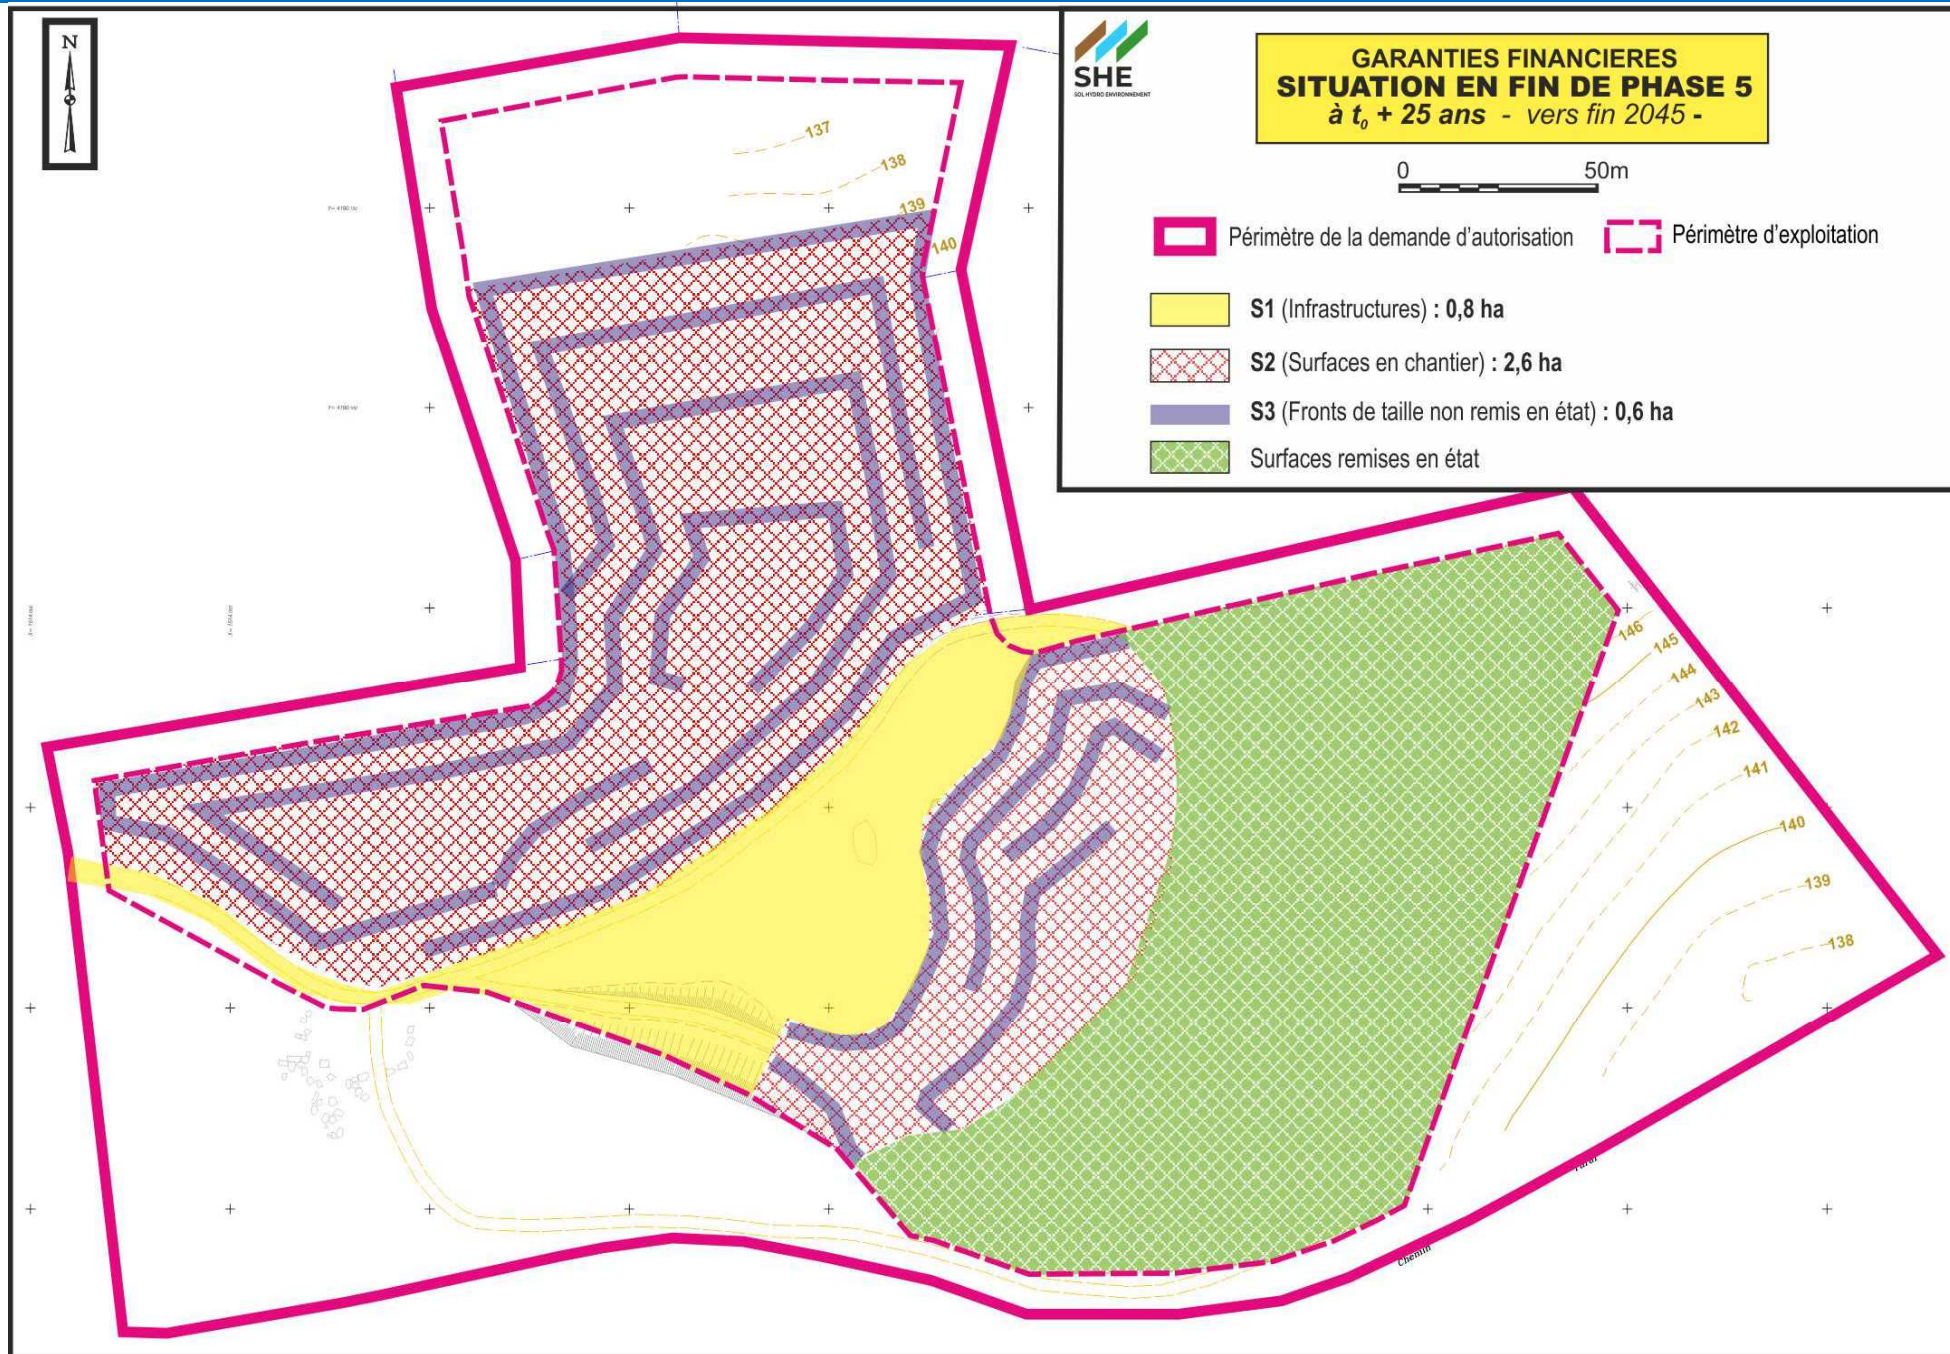 N
SHE
SOL HYDRO ENVIRONNEMENT
GARANTIES FINANCIERES
SITUATION EN FIN DE PHASE 5
à t0 + 25 ans - vers fin 2045 -
0 50m
Périmètre de la demande d'autorisation
Périmètre d'exploitation
S1 (Infrastructures) : 0,8 ha
S2 (Surfaces en chantier) : 2,6 ha
S3 (Fronts de taille non remis en état) : 0,6 ha
Surfaces remises en état
137
138
139
140
146
145
144
143
142
141
140
139
138
Chemin